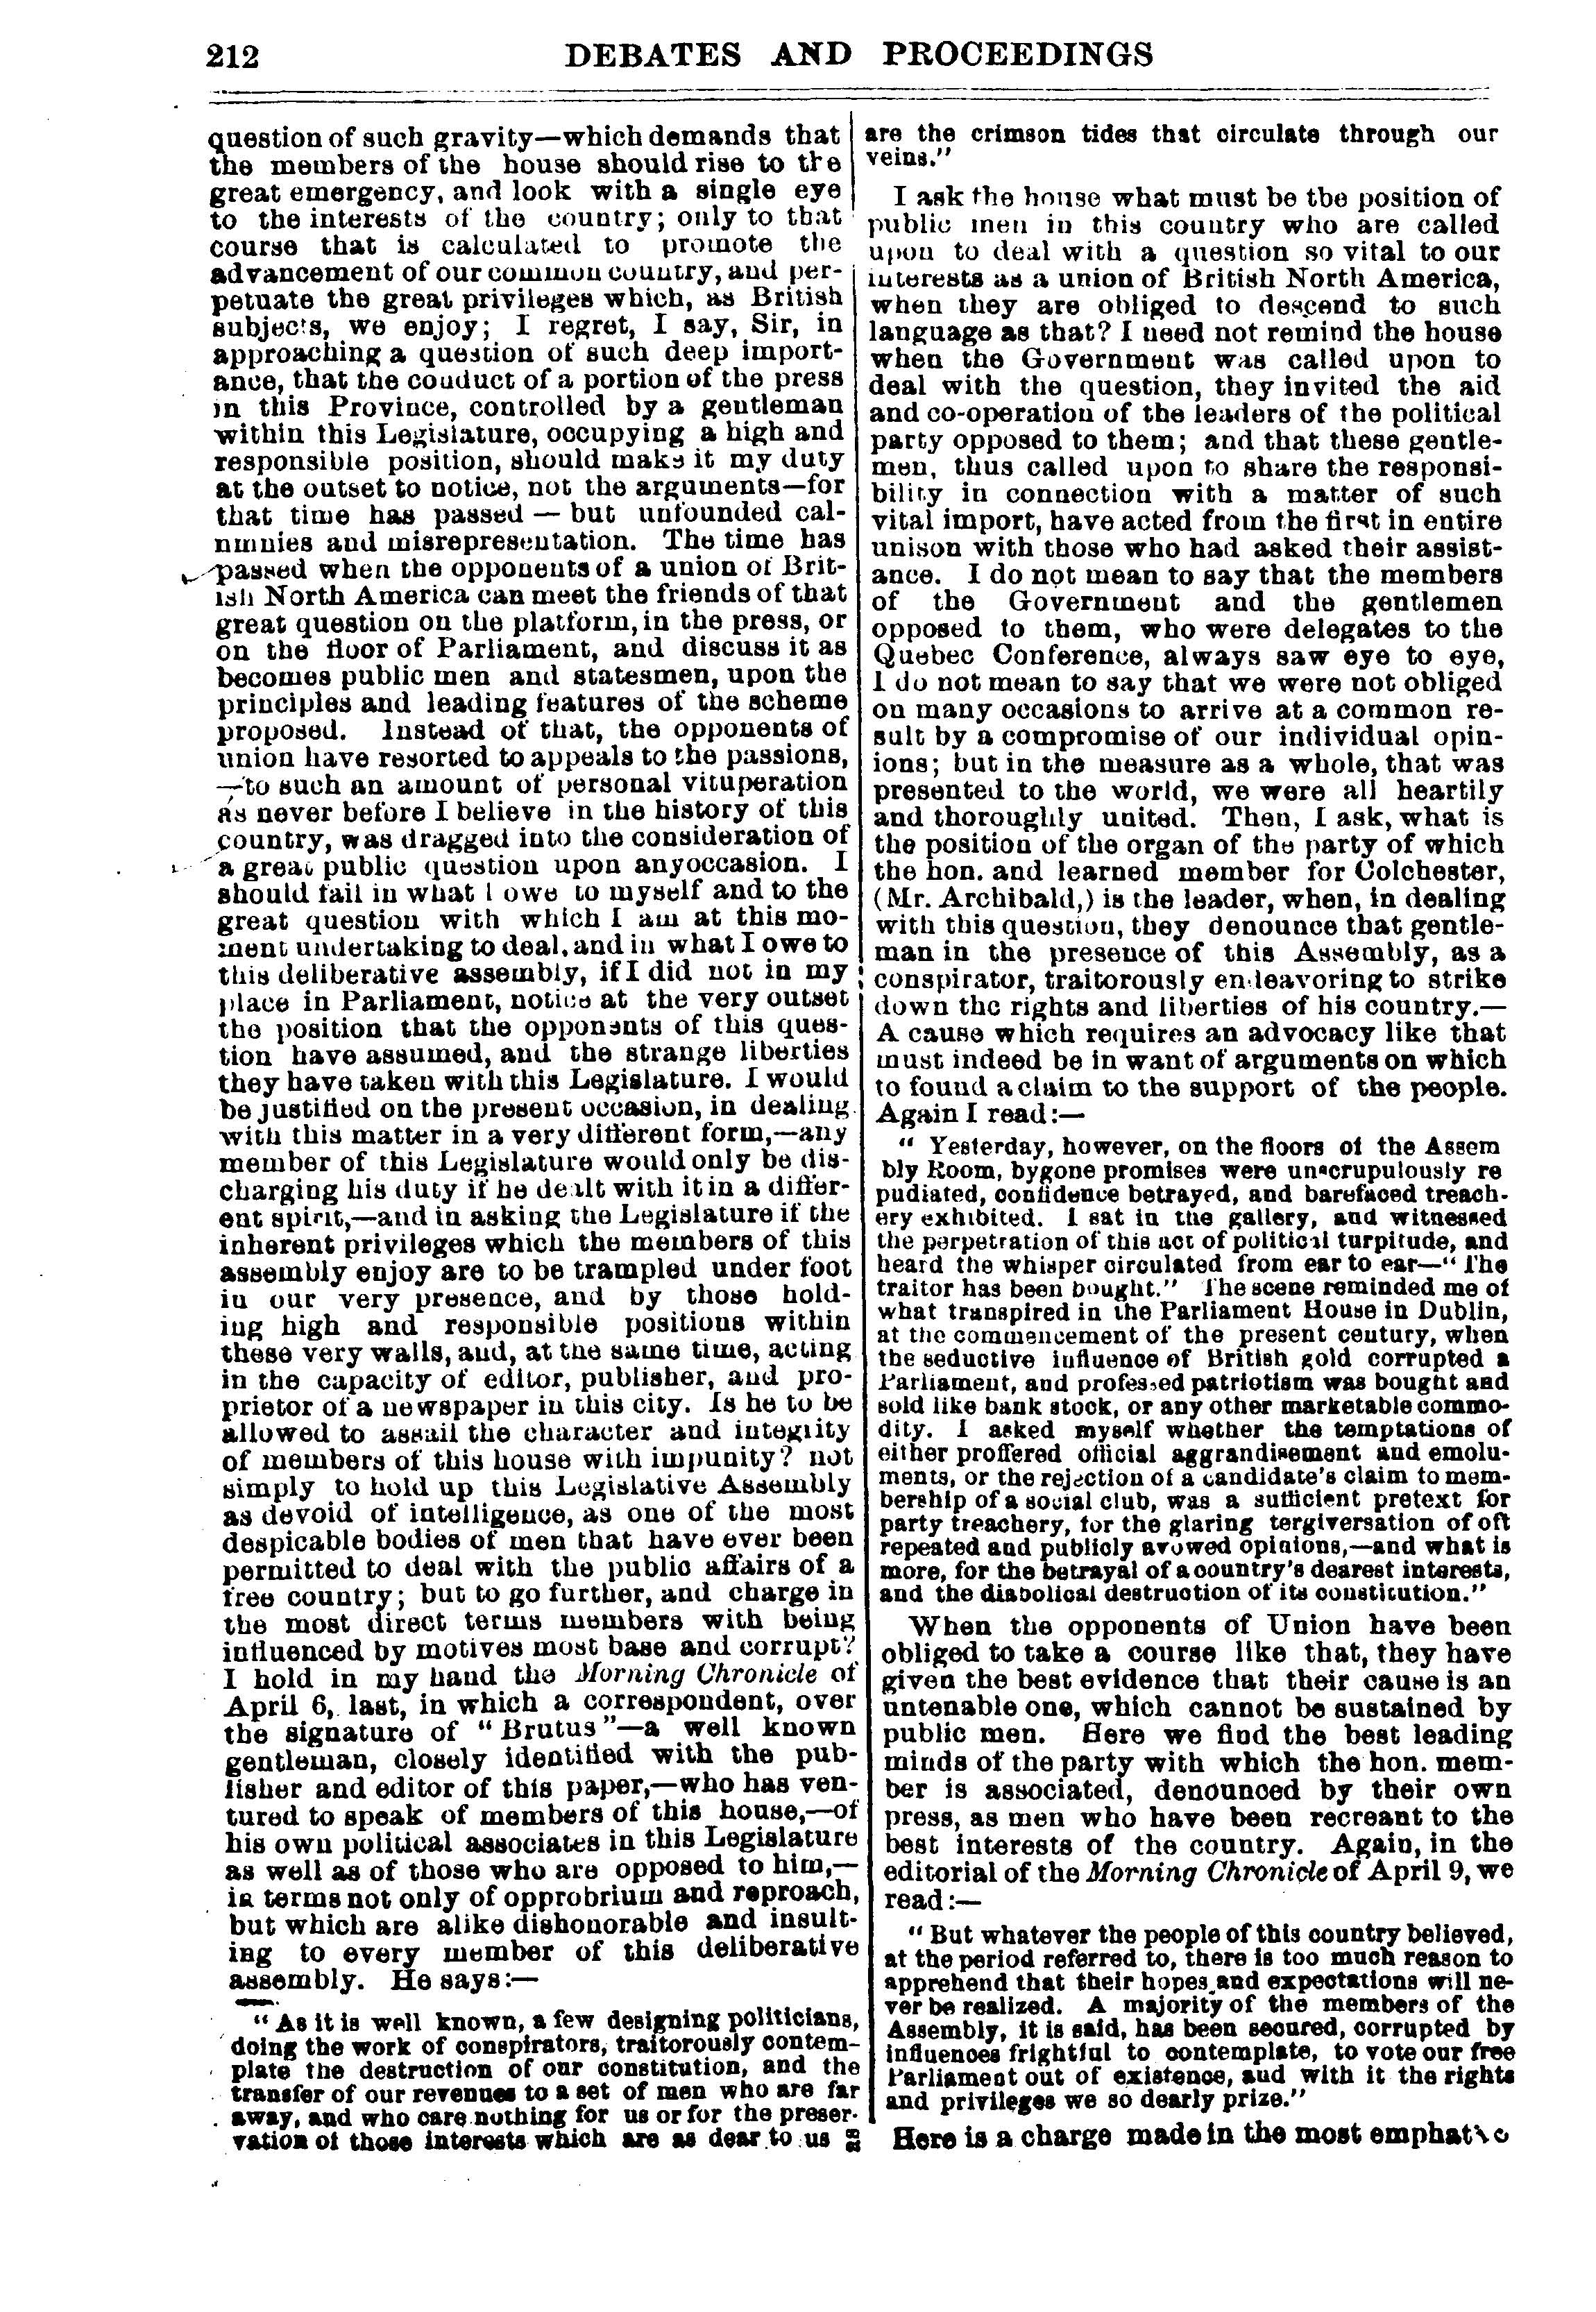 212 DEBATES AND PROCEEDINGS
question of such gravity—which demands that
the members of the house should rise to the
great emergency, and look with a single eye
to the interests of the country; only to that
course that is calculated to promote the
advancement of our common country, and per-
petuate the great privileges which, as British
subjects, we enjoy; I regret, I say, Sir, in
approaching a question of such deep import-
ance, that the conduct of a portion of the press
in this Province, controlled by a gentleman
within this Legislature, occupying a high and
responsible position, should make it my duty
at the outset to notice, not the arguments—for
that time has passed — but unfounded cal-
numnies and misrepresentation. The time has
passed when the opponents of a union of Brit-
ish North America can meet the friends of that
great question on the platform, in the press, or
on the floor of Parliament, and discuss it as
becomes public men and statesmen, upon the
principles and leading features of the scheme
proposed. Instead of that, the opponents of
union have resorted to appeals to the passions,
—to such an amount of personal vituperation
as never before I believe in the history of this
country, was dragged into the consideration of
a great public question upon anyoccasion. I
should fail in what I owe to myself and to the
great question with which I am at this mo-
ment undertaking to deal, and in what I owe to
this deliberative assembly, if I did not in my
place in Parliament, notice at the very outset
the position that the opponents of this ques-
tion have assumed, and the strange liberties
they have taken with this Legislature. I would
be justified on the present occasion, in dealing
with this matter in a very different form,—any
member of this Legislature would only be dis-
charging his duty if he dealt with it in a differ-
ent spirit,—and in asking the Legislature if the
inherent privileges which the members of this
assembly enjoy are to be trampled under foot
in our very presence, and by those hold-
ing high and responsible positions within
these very walls, and, at the same time, acting
in the capacity of editor, publisher, and pro-
prietor of a newspaper in this city. Is he to be
allowed to assail the character and integrity
of members of this house with impunity? not
simply to hold up this Legislative Assembly
as devoid of intelligence, as one of the most
despicable bodies of men that have ever been
permitted to deal with the public affairs of a
free country; but to go further, and charge in
the most direct terms members with being
influenced by motives most base and corrupt?
I hold in my hand the Morning Chronicle of
April 6, last, in which a correspondent, over
the signature of "Brutus"—a well known
gentleman, closely identified with the pub-
lisher and editor of this paper,—who has ven-
tured to speak of members of this house,—of
his own political associates in this Legislature
as well as of those who are opposed to him,—
in terms not only of opprobrium and reproach,
but which are alike dishonorable and insult-
ing to every member of this deliberative
assembly. He says:—
"As it is well known, a few designing politicians,
doing the work of conspirators, traitorously contem-
plate the destruction of our constitution, and the
transfer of our revenues to a set of men who are far
away, and who care nothing for us or for the preser-
vation of those interests which are as dear to us as
are the crimson tides that circulate through our
veins."
I ask the house what must be the position of
public men in this country who are called
upon to deal with a question so vital to our
interests as a union of British North America,
when they are obliged to descend to such
language as that? I need not remind the house
when the Government was called upon to
deal with the question, they invited the aid
and co-operation of the leaders of the political
party opposed to them; and that these gentle-
men, thus called upon to share the responsi-
bility in connection with a matter of such
vital import, have acted from the first in entire
unison with those who had asked their assist-
ance. I do not mean to say that the members
of the Government and the gentlemen
opposed to them, who were delegates to the
Quebec Conference, always saw eye to eye,
I do not mean to say that we were not obliged
on many occasions to arrive at a common re-
sult by a compromise of our individual opin-
ions; but in the measure as a whole, that was
presented to the world, we were all heartily
and thoroughly united. Then, I ask, what is
the position of the organ of the party of which
the hon. and learned member for Colchester,
(Mr. Archibald,) is the leader, when, in dealing
with this question, they denounce that gentle-
man in the presence of this Assembly, as a
conspirator, traitorously endeavoring to strike
down the rights and liberties of his country.—
A cause which requires an advocacy like that
must indeed be in want of arguments on which
to found a claim to the support of the people.
Again I read:—
"Yesterday, however, on the floors of the Assem
bly Room, bygone promises were unscrupulously re
pudiated, confidence betrayed, and barefaced treach-
ery exhibited. I sat in the gallery, and witnessed
the perpetration of this act of political turpitude, and
heard the whisper circulated from ear to ear—"The
traitor has been bought." The scene reminded me of
what transpired in the Parliament House in Dublin,
at the commencement of the present century, when
the seductive influence of British gold corrupted a
Parliament, and professed patriotism was bought and
sold like bank stock, or any other marketable commo-
dity. I asked myself whether the temptations of
either proffered official aggrandisement and emolu-
ments, or the rejection of a candidate's claim to mem-
bership of a social club, was a sufficient pretext for
party treachery, for the glaring tergiversation of oft
repeated and publicly avowed opinions,—and what is
more, for the betrayal of a country's dearest interests,
and the diabolical destruction of its constitution."
When the opponents of Union have been
obliged to take a course like that, they have
given the best evidence that their cause is an
untenable one, which cannot be sustained by
public men. Here we find the best leading
minds of the party with which the hon. mem-
ber is associated, denounced by their own
press, as men who have been recreant to the
best interests of the country. Again, in the
editorial of the Morning Chronicle of April 9, we
read:—
"But whatever the people of this country believed,
at the period referred to, there is too much reason to
apprehend that their hopes and expectations will ne-
ver be realized. A majority of the members of the
Assembly, it is said, has been secured, corrupted by
influences frightful to contemplate, to vote our free
Parliament out of existence, and with it the rights
and privileges we so dearly prize."
Here is a charge made in the most emphatic